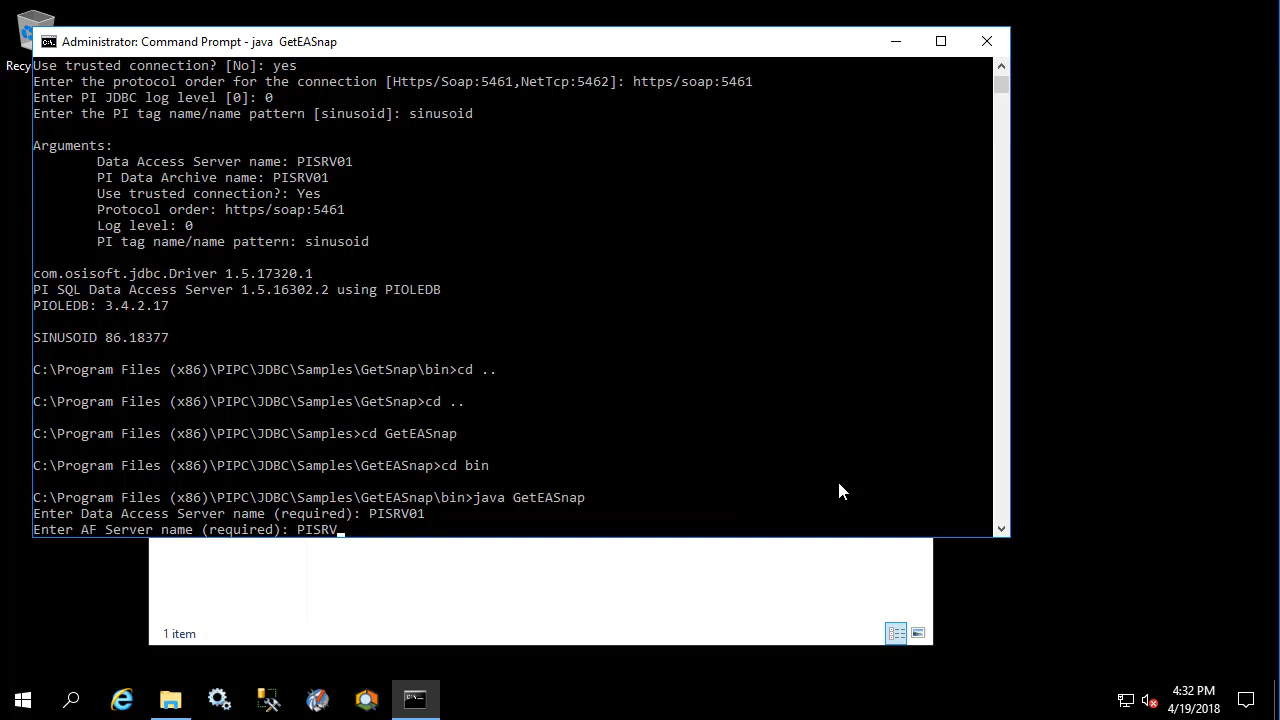 Recy
Administrator: Command Prompt - java  GetEASnap
Use trusted connection? [No]: yes
Enter the protocol order for the connection [Https/Soap:5461,NetTcp:5462]: https/soap:5461
Enter PI JDBC log level [0]: 0
Enter the PI tag name/name pattern [sinusoid]: sinusoid
Arguments:
Data Access Server name: PISRV01
PI Data Archive name: PISRV01
Use trusted connection?: Yes
Protocol order: https/soap:5461
Log level: 0
PI tag name/name pattern: sinusoid
com.osisoft.jdbc.Driver 1.5.17320.1
PI SQL Data Access Server 1.5.16302.2 using PIOLEDB
PIOLEDB: 3.4.2.17
SINUSOID 86.18377
C:\Program Files (x86)\PIPC\JDBC\Samples\GetSnap\bin>cd ..
C:\Program Files (x86)\PIPC\JDBC\Samples\GetSnap>cd ..
C:\Program Files (x86)\PIPC\JDBC\Samples>cd GetEASnap
C:\Program Files (x86)\PIPC\JDBC\Samples\GetEASnap>cd bin
C:\Program Files (x86)\PIPC\JDBC\Samples\GetEASnap\bin>java GetEASnap
Enter Data Access Server name (required): PISRV01
Enter AF Server name (required): PISRV
1 item
4:32 PM
4/19/2018